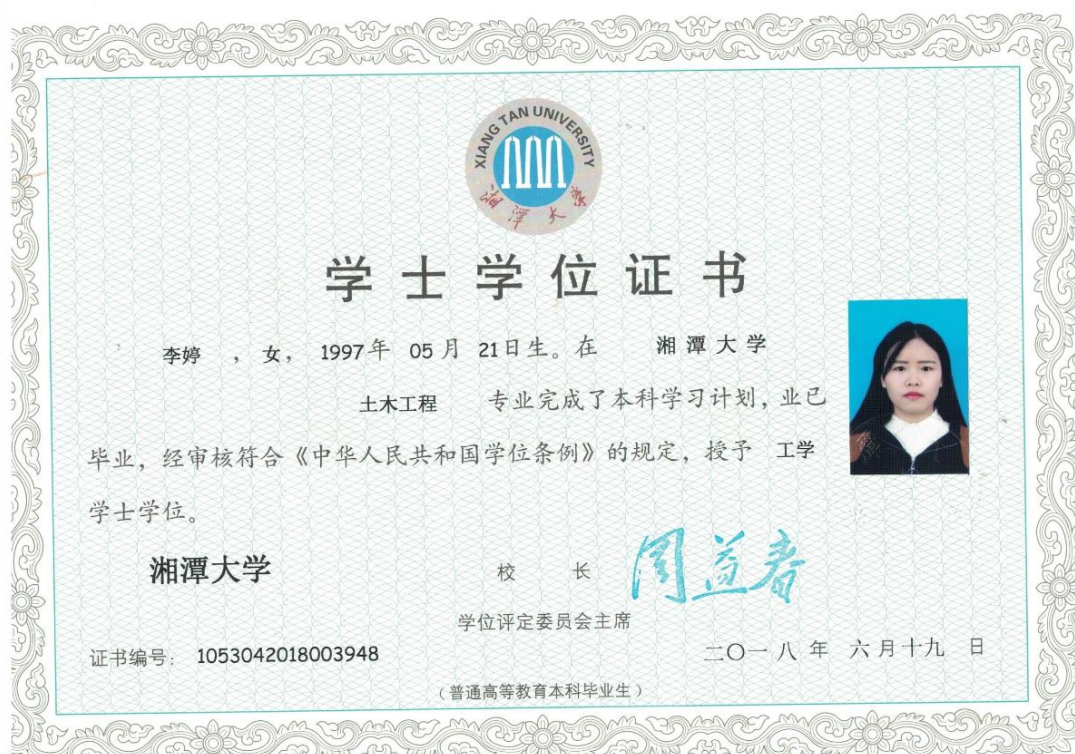 XIANG TAN UNIVERSITY
湘潭大学
学士学位证书
李婷 ，女，1997年 05月 21日生。在 湘潭大学
土木工程 专业完成了本科学习计划，业已
毕业，经审核符合《中华人民共和国学位条例》的规定，授予 工学
学士学位。
湘潭大学 校 长 周益春
学位评定委员会主席
证书编号：1053042018003948 二〇一八年 六月十九 日
（普通高等教育本科毕业生）